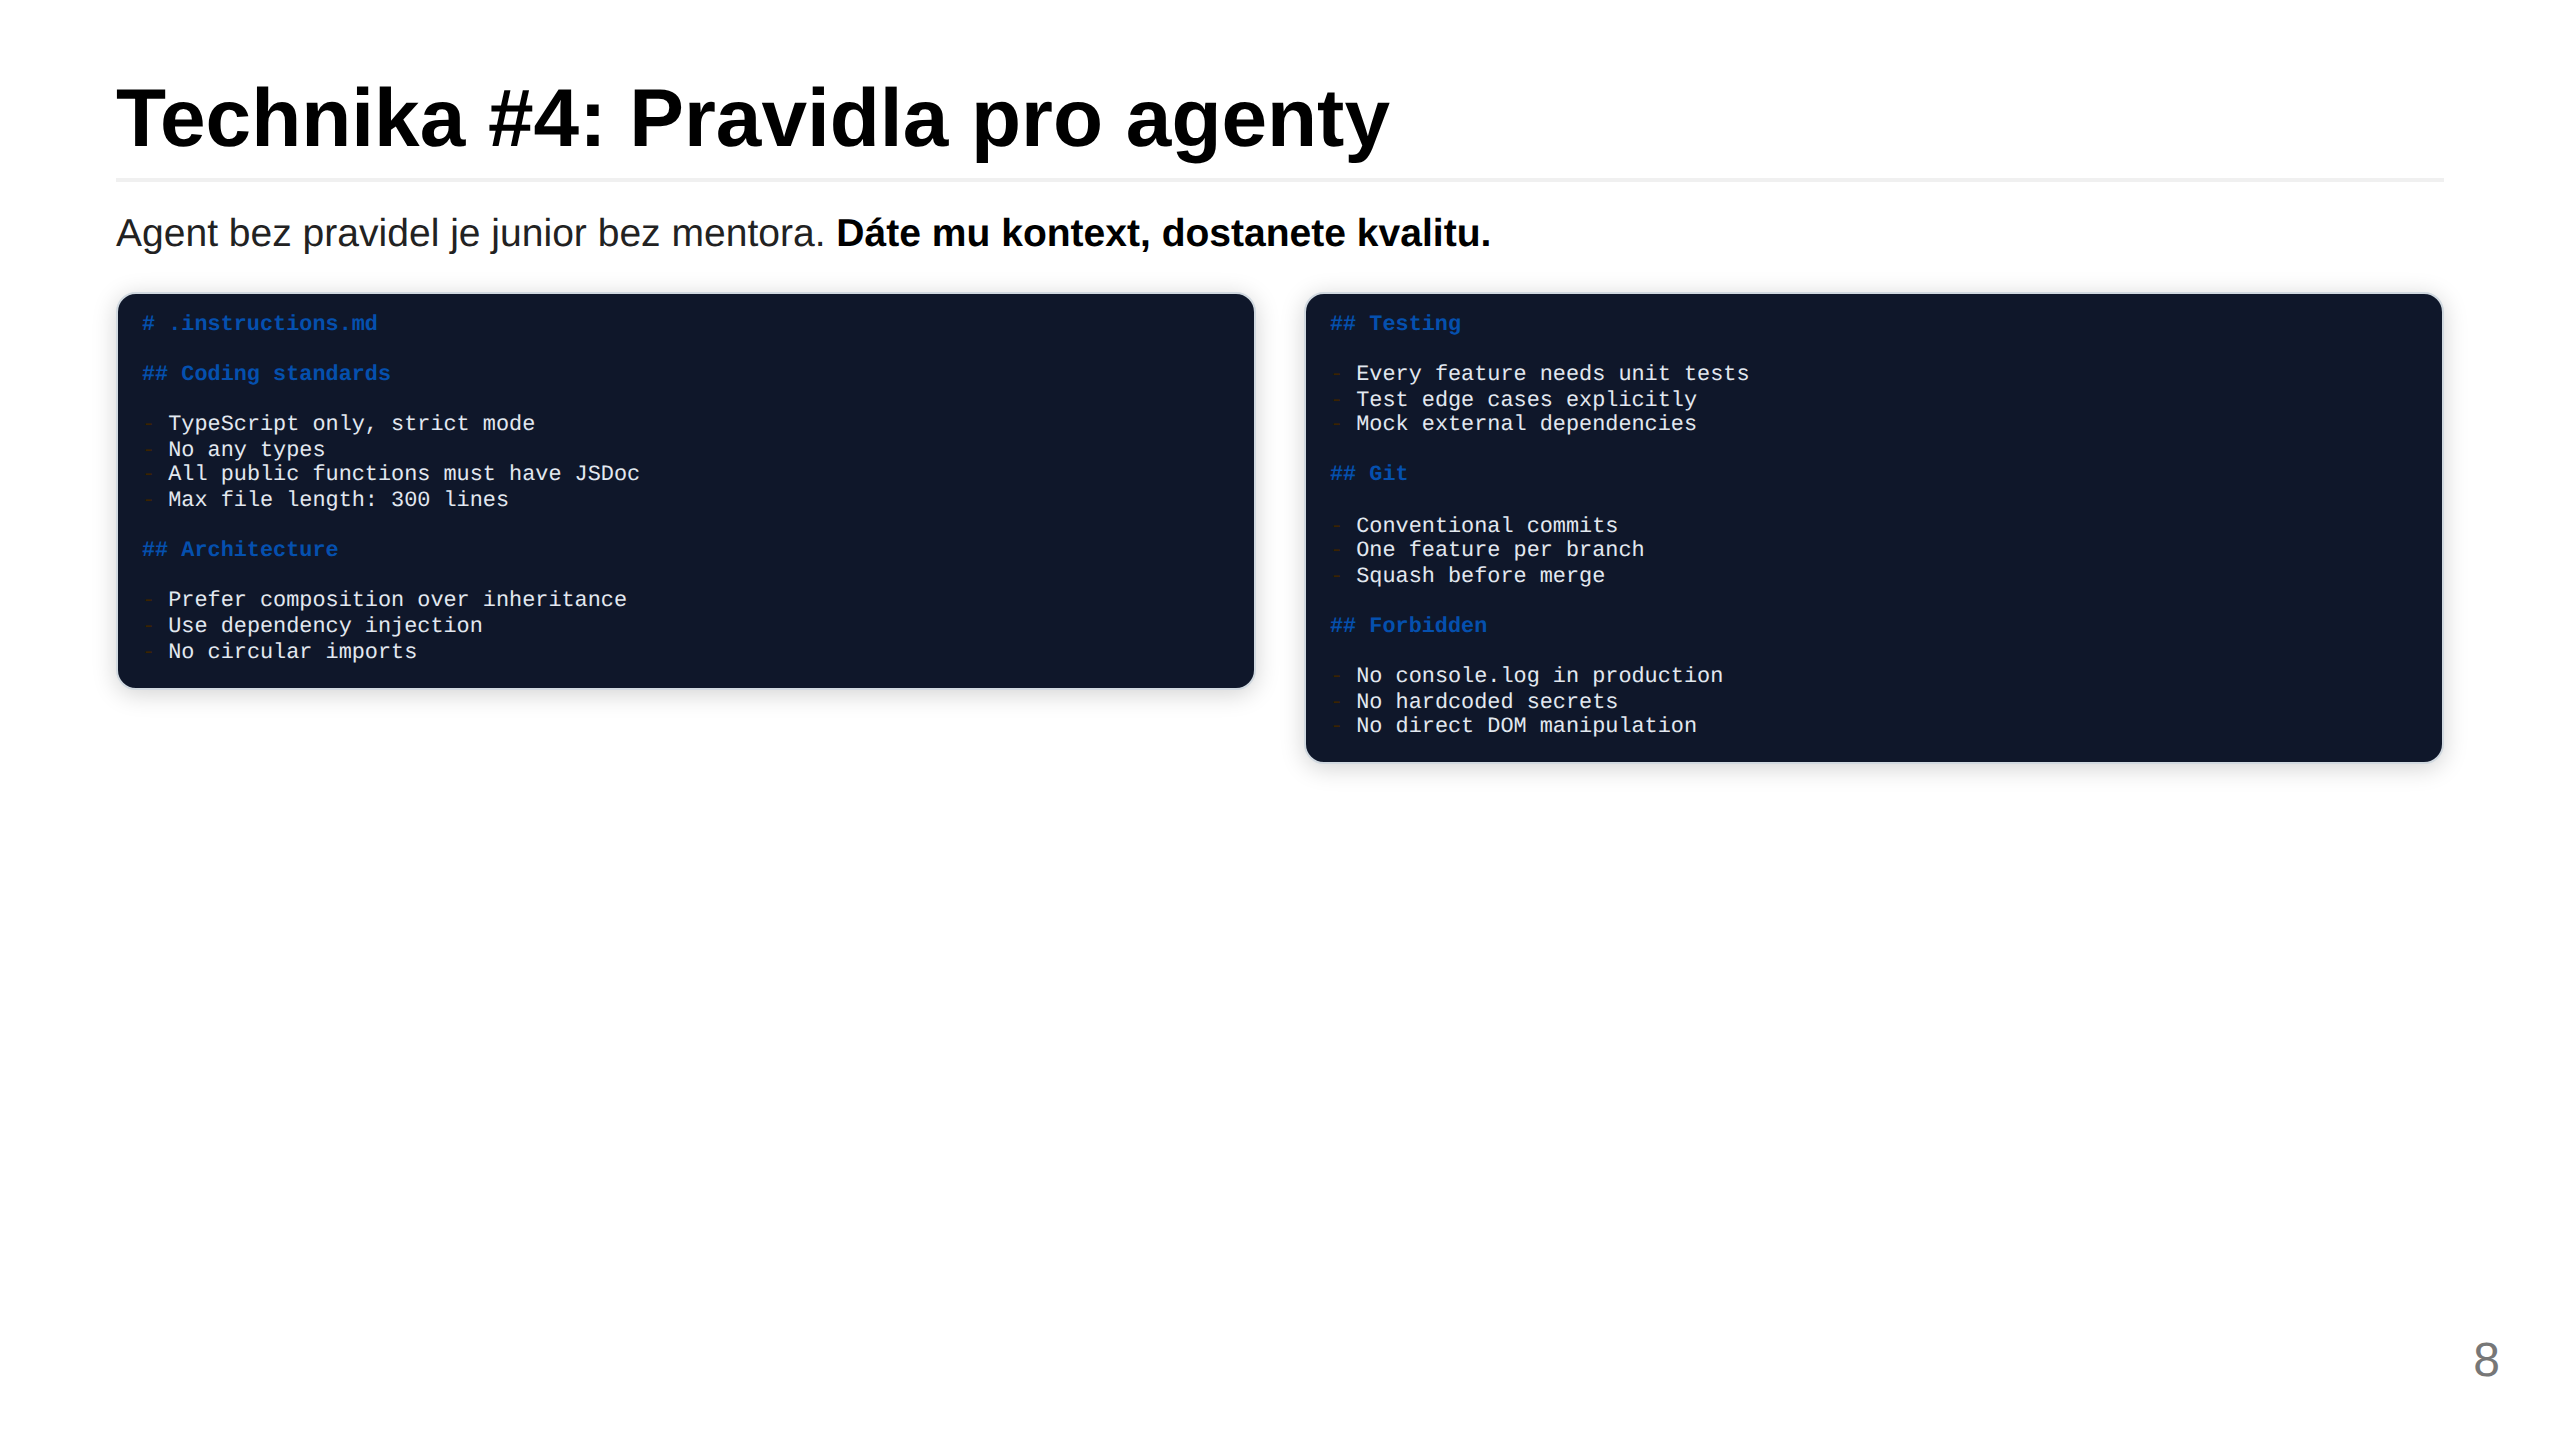 Technika #4: Pravidla pro agenty
Agent bez pravidel je junior bez mentora. Dáte mu kontext, dostanete kvalitu.
# .instructions.md
## Coding standards
- TypeScript only, strict mode
- No any types
- All public functions must have JSDoc
- Max file length: 300 lines
## Architecture
- Prefer composition over inheritance
- Use dependency injection
- No circular imports
## Testing
- Every feature needs unit tests
- Test edge cases explicitly
- Mock external dependencies
## Git
- Conventional commits
- One feature per branch
- Squash before merge
## Forbidden
- No console.log in production
- No hardcoded secrets
- No direct DOM manipulation
8